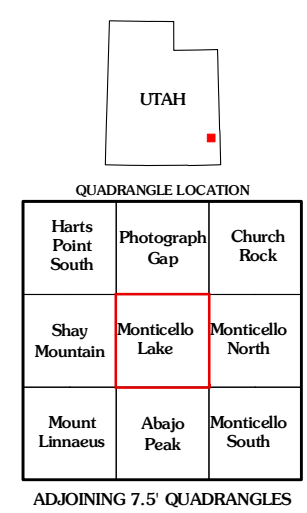 UTAH
QUADRANGLE LOCATION
Harts
Point
South
Photograph
Gap
Church
Rock
Shay
Mountain
Monticello
Lake
Monticello
North
Mount
Linnaeus
Abajo
Peak
Monticello
South
ADJOINING 7.5' QUADRANGLES